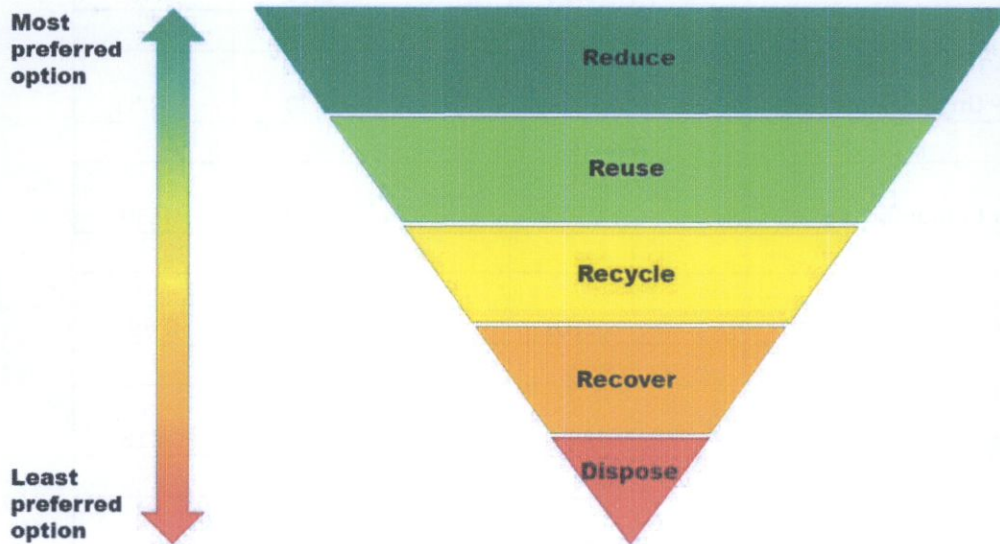 Most
preferred
option
Reduce
Reuse
Recycle
Recover
Dispose
Least
preferred
option